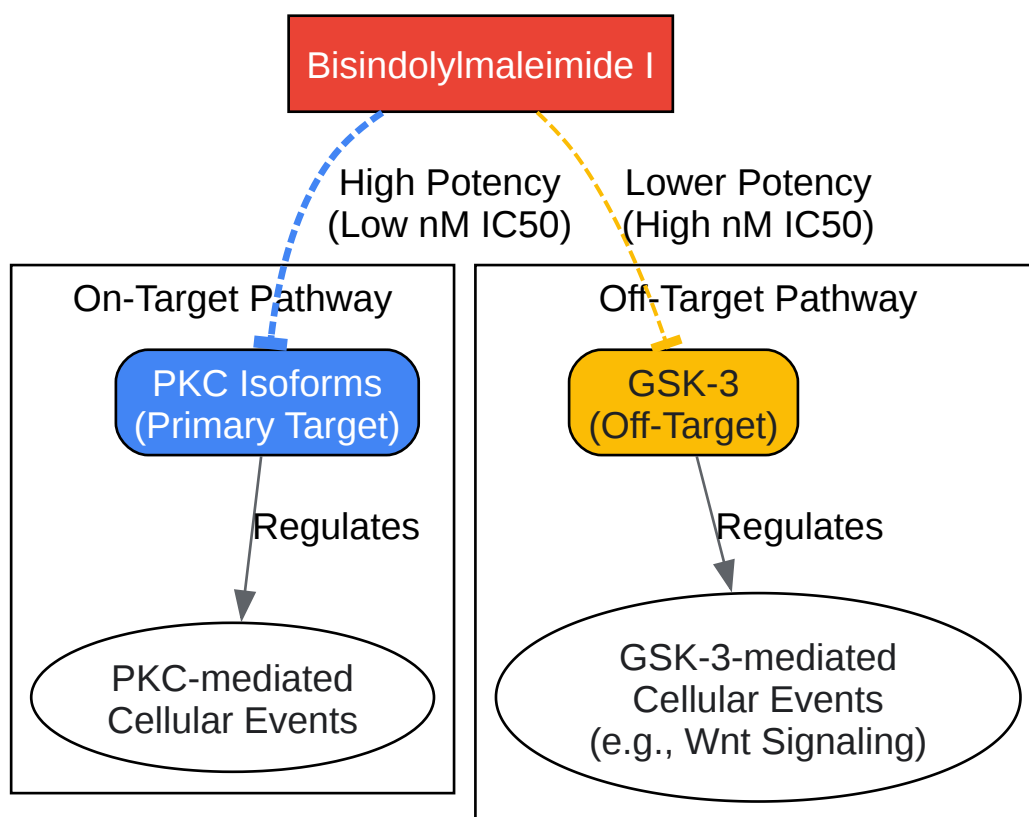 Bisindolylmaleimide I
High Potency
(Low nM IC50)
Lower Potency
(High nM IC50)
On-Target Pathway
Off-Target Pathway
PKC Isoforms
(Primary Target)
GSK-3
(Off-Target)
Regulates
Regulates
PKC-mediated
Cellular Events
GSK-3-mediated
Cellular Events
(e.g., Wnt Signaling)